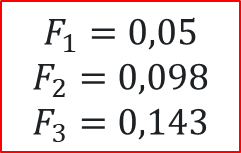 F₁ = 0,05
F₂ = 0,098
F₃ = 0,143